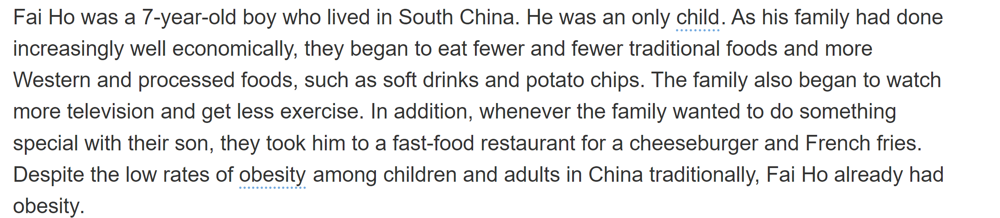 Fai Ho was a 7-year-old boy who lived in South China. He was an only child. As his family had done
increasingly well economically, they began to eat fewer and fewer traditional foods and more
Western and processed foods, such as soft drinks and potato chips. The family also began to watch
more television and get less exercise. In addition, whenever the family wanted to do something
special with their son, they took him to a fast-food restaurant for a cheeseburger and French fries.
Despite the low rates of obesity among children and adults in China traditionally, Fai Ho already had
obesity.